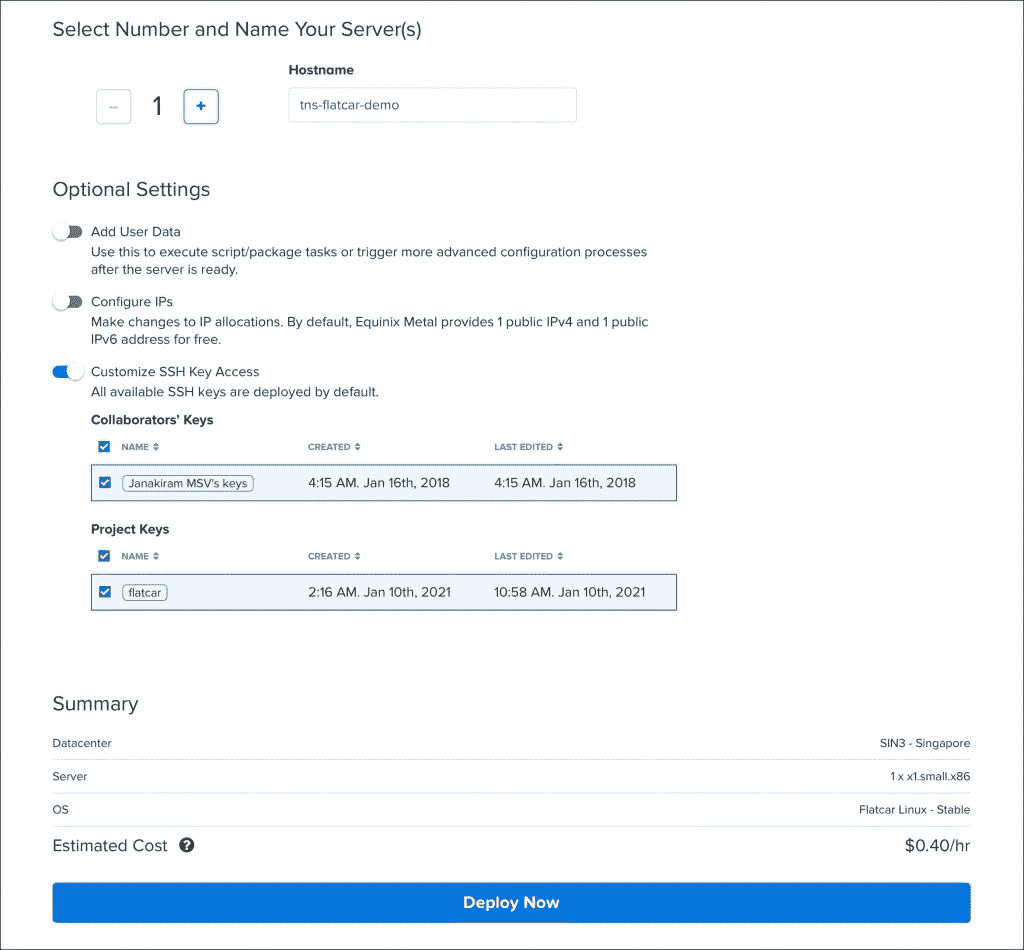 Select Number and Name Your Server(s)
Hostname
1
tns-flatcar-demo
Optional Settings
Add User Data
Use this to execute script/package tasks or trigger more advanced configuration processes
after the server is ready.
Configure IPs
Make changes to IP allocations. By default, Equinix Metal provides 1 public IPv4 and 1 public
IPv6 address for free.
Customize SSH Key Access
All available SSH keys are deployed by default.
Collaborators' Keys
NAME CREATED LAST EDITED
Janakiram MSV's keys 4:15 AM. Jan 16th, 2018 4:15 AM. Jan 16th, 2018
Project Keys
NAME CREATED LAST EDITED
flatcar 2:16 AM. Jan 10th, 2021 10:58 AM. Jan 10th, 2021
Summary
Datacenter SIN3 - Singapore
Server 1 x x1.small.x86
OS Flatcar Linux - Stable
Estimated Cost ? $0.40/hr
Deploy Now